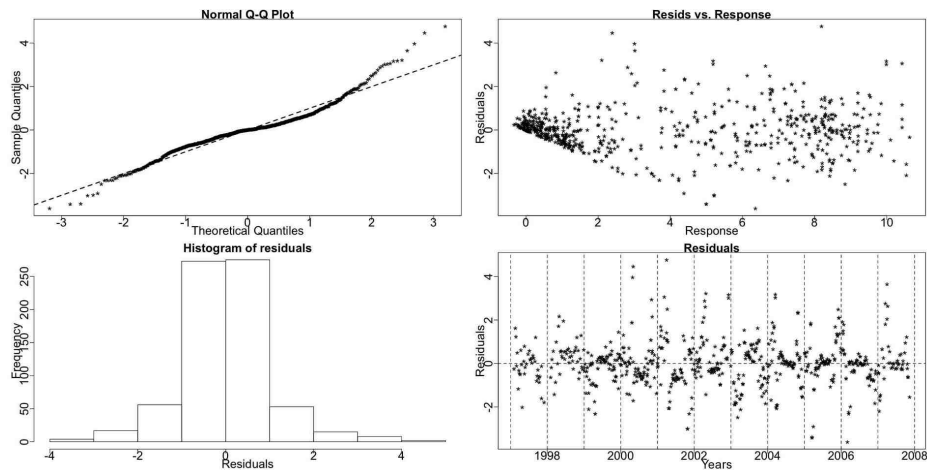 Normal Q-Q Plot
Sample Quantiles
4
2
0
-2
-3 -2 -1 0 1 2 3
Theoretical Quantiles
Resids vs. Response
Residuals
4
2
0
-2
0 2 4 6 8 10
Response
Histogram of residuals
Frequency
250
200
150
100
50
0
-4 -2 0 2 4
Residuals
Residuals
Residuals
4
2
0
-2
1998 2000 2002 2004 2006 2008
Years